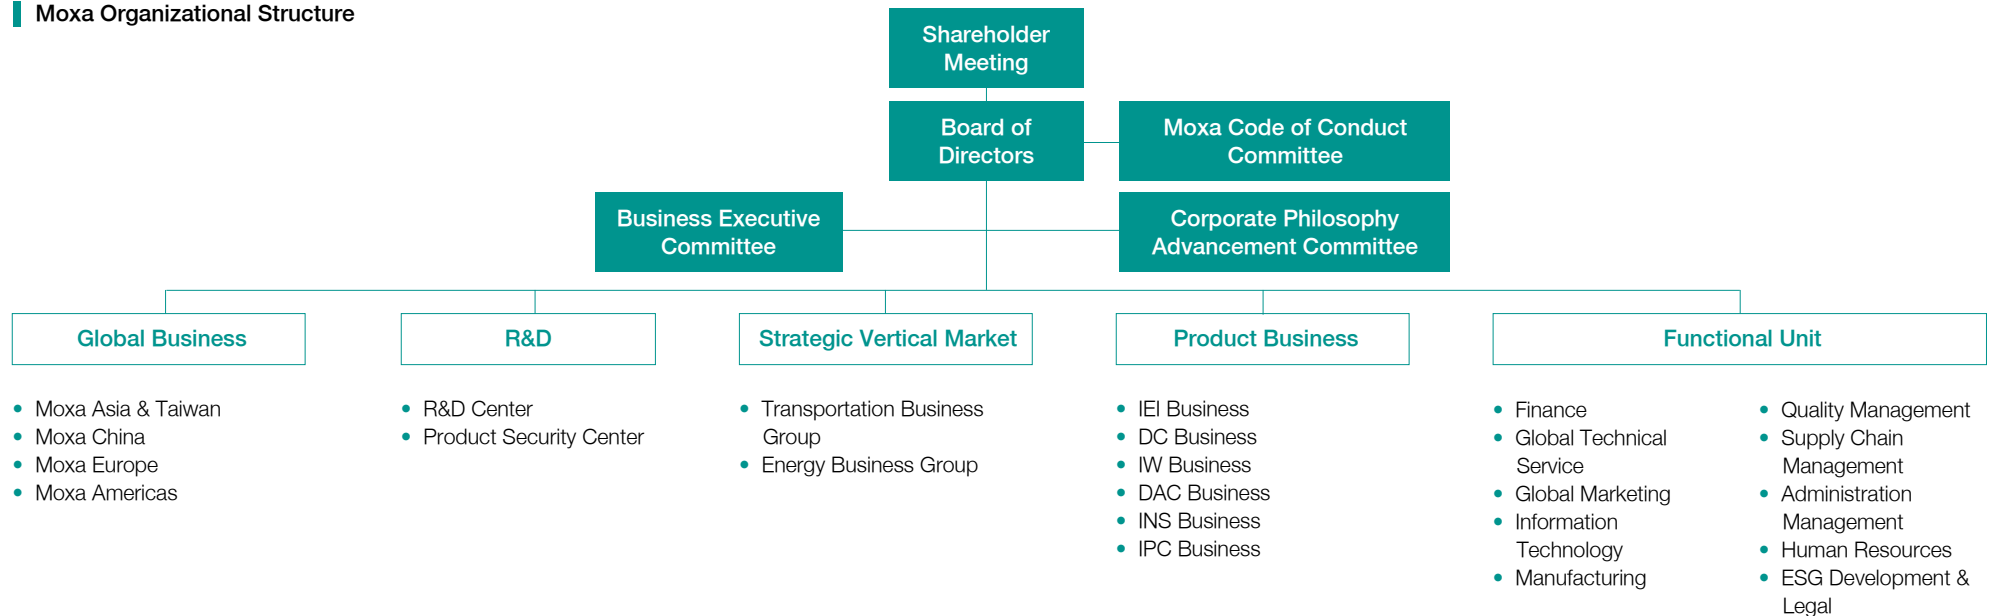 Moxa Organizational Structure
Shareholder
Meeting
Board of
Directors
Moxa Code of Conduct
Committee
Business Executive
Committee
Corporate Philosophy
Advancement Committee
Global Business
• Moxa Asia & Taiwan
• Moxa China
• Moxa Europe
• Moxa Americas
R&D
• R&D Center
• Product Security Center
Strategic Vertical Market
• Transportation Business
Group
• Energy Business Group
Product Business
• IEI Business
• DC Business
• IW Business
• DAC Business
• INS Business
• IPC Business
Functional Unit
• Finance
• Global Technical
Service
• Global Marketing
• Information
Technology
• Manufacturing
• Quality Management
• Supply Chain
Management
• Administration
Management
• Human Resources
• ESG Development &
Legal